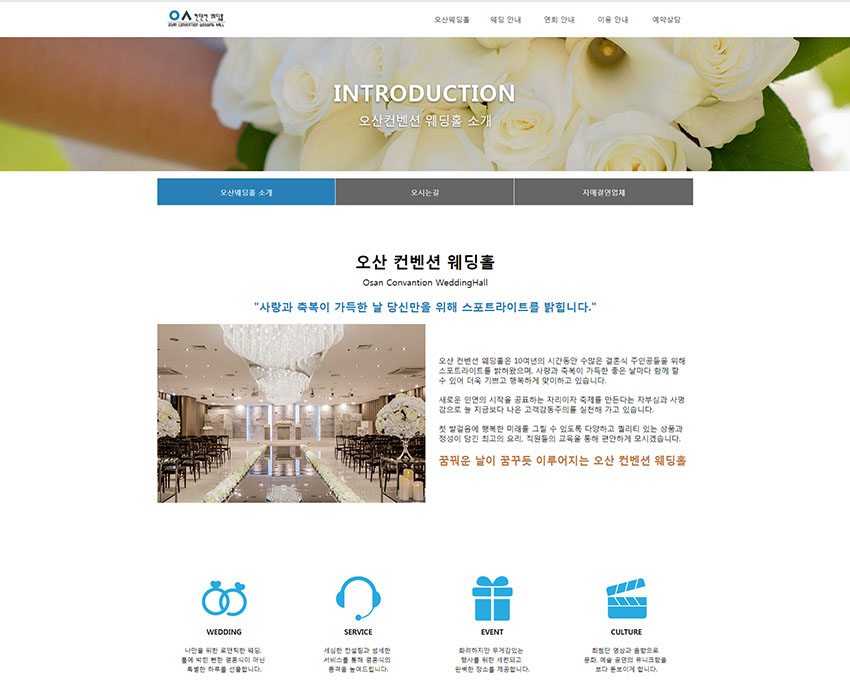 OA 컨벤션 웨딩홀
OSAN CONVENTION WEDDING HALL
오산웨딩홀 웨딩 안내 연회 안내 이용 안내 예약상담
INTRODUCTION
오산컨벤션 웨딩홀 소개
오산웨딩홀 소개 오시는길 자매결연업체
오산 컨벤션 웨딩홀
Osan Convantion WeddingHall
"사랑과 축복이 가득한 날 당신만을 위해 스포트라이트를 밝힙니다."
오산 컨벤션 웨딩홀은 10여년의 시간동안 수많은 결혼식 주인공들을 위해
스포트라이트를 밝혀왔으며, 사랑과 축복이 가득한 좋은 날마다 함께 할
수 있어 더욱 기쁘고 행복하게 맞이하고 있습니다.
새로운 인연의 시작을 공표하는 자리이자 축제를 만든다는 자부심과 사명
감으로 늘 지금보다 나은 고객감동주의를 실천해 가고 있습니다.
첫 발걸음에 행복한 미래를 그릴 수 있도록 다양하고 퀄리티 있는 상품과
정성이 담긴 최고의 요리, 직원들의 교육을 통해 편안하게 모시겠습니다.
꿈꿔운 날이 꿈꾸듯 이루어지는 오산 컨벤션 웨딩홀
WEDDING
나만을 위한 로맨틱한 웨딩,
틀에 박힌 뻔한 결혼식이 아닌
특별한 하루를 선물합니다.
SERVICE
세심한 컨설팅과 섬세한
서비스를 통해 결혼식의
품격을 높여드립니다.
EVENT
화려하지만 무게감있는
행사를 위한 세련되고
완벽한 장소를 제공합니다.
CULTURE
최첨단 영상과 음향으로
문화, 예술 공연의 유니크함을
보다 돋보이게 합니다.